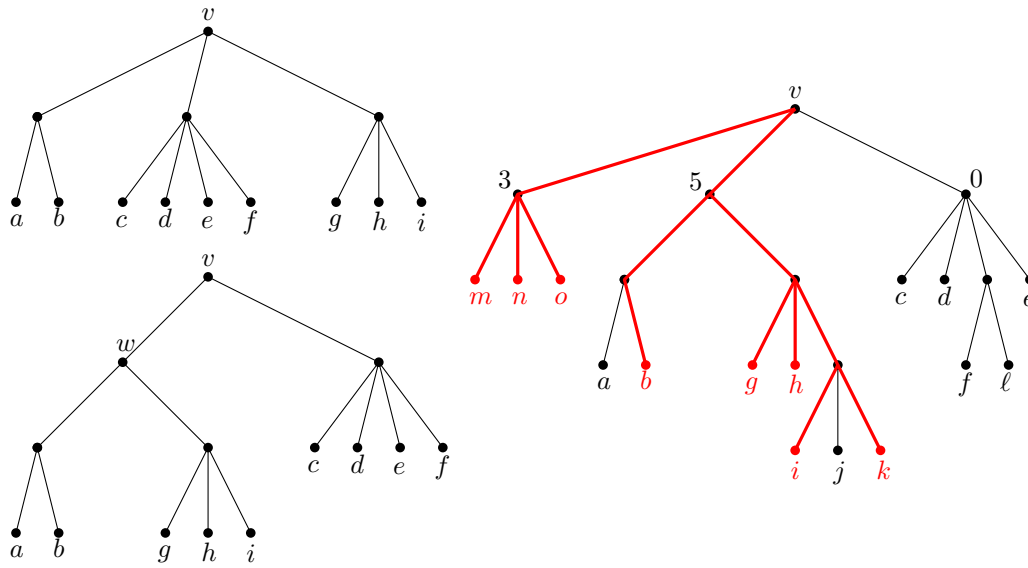 v
a b c d e f g h i
v
w
c d e f
a b g h i
v
3 5 0
m n o c d e
a b g h f ℓ
i j k